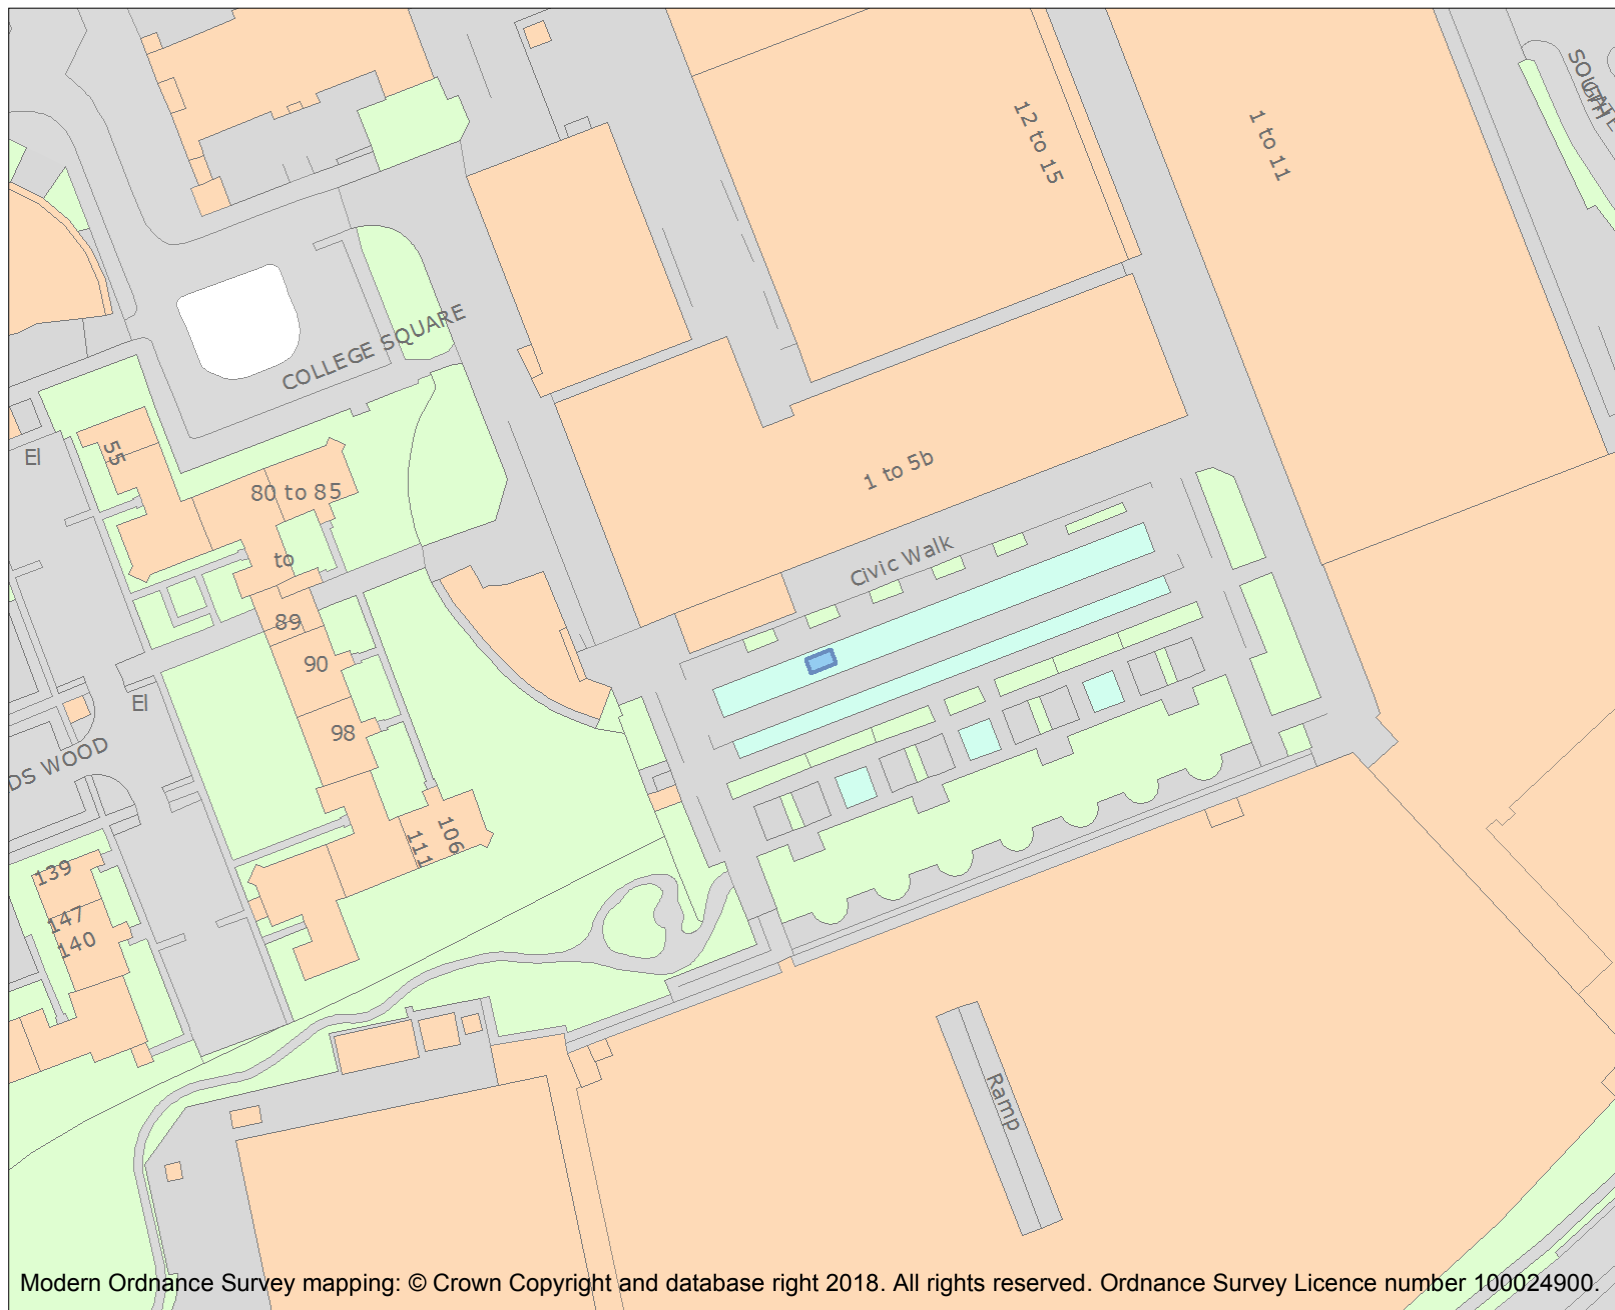 12 to 15
1 to 11
SOUTH
COLLEGE SQUARE
55
El
80 to 85
1 to 5b
to
Civic Walk
89
90
El
98
DS WOOD
106
111
139
147
140
Ramp
Modern Ordnance Survey mapping: © Crown Copyright and database right 2018. All rights reserved. Ordnance Survey Licence number 100024900.